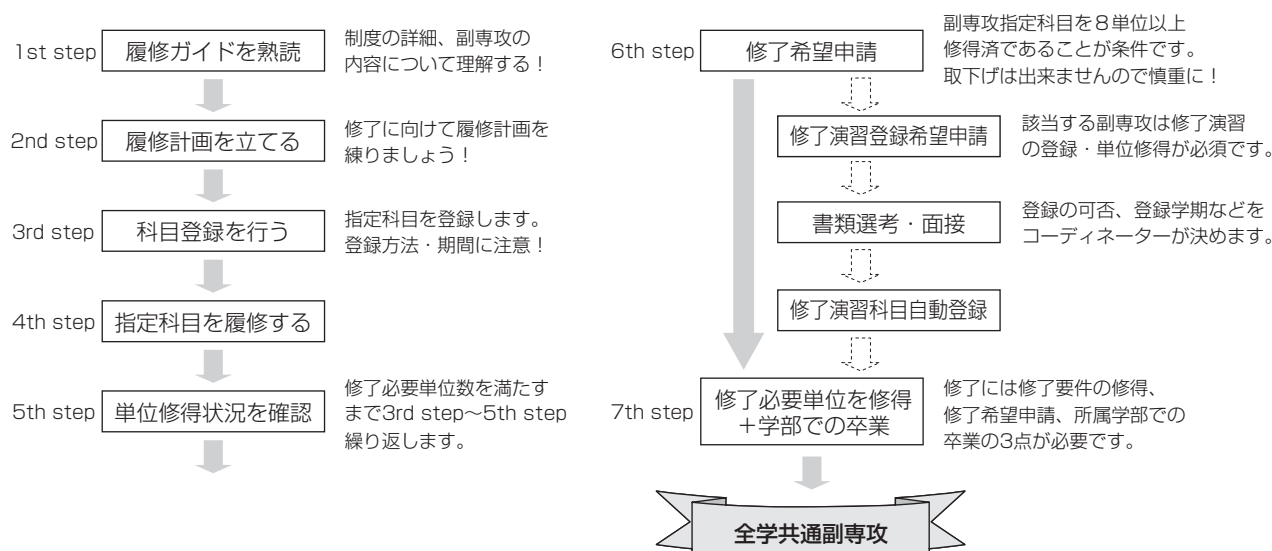 1st step
履修ガイドを熟読
制度の詳細、副専攻の
内容について理解する！
2nd step
履修計画を立てる
修了に向けて履修計画を
練りましょう！
3rd step
科目登録を行う
指定科目を登録します。
登録方法・期間に注意！
4th step
指定科目を履修する
5th step
単位修得状況を確認
修了必要単位数を満たす
まで3rd step～5th step
繰り返します。
6th step
修了希望申請
副専攻指定科目を８単位以上
修得済であることが条件です。
取下げは出来ませんので慎重に！
修了演習登録希望申請
該当する副専攻は修了演習
の登録・単位修得が必須です。
書類選考・面接
登録の可否、登録学期などを
コーディネーターが決めます。
修了演習科目自動登録
7th step
修了必要単位を修得
＋学部での卒業
修了には修了要件の修得、
修了希望申請、所属学部での
卒業の3点が必要です。
全学共通副専攻